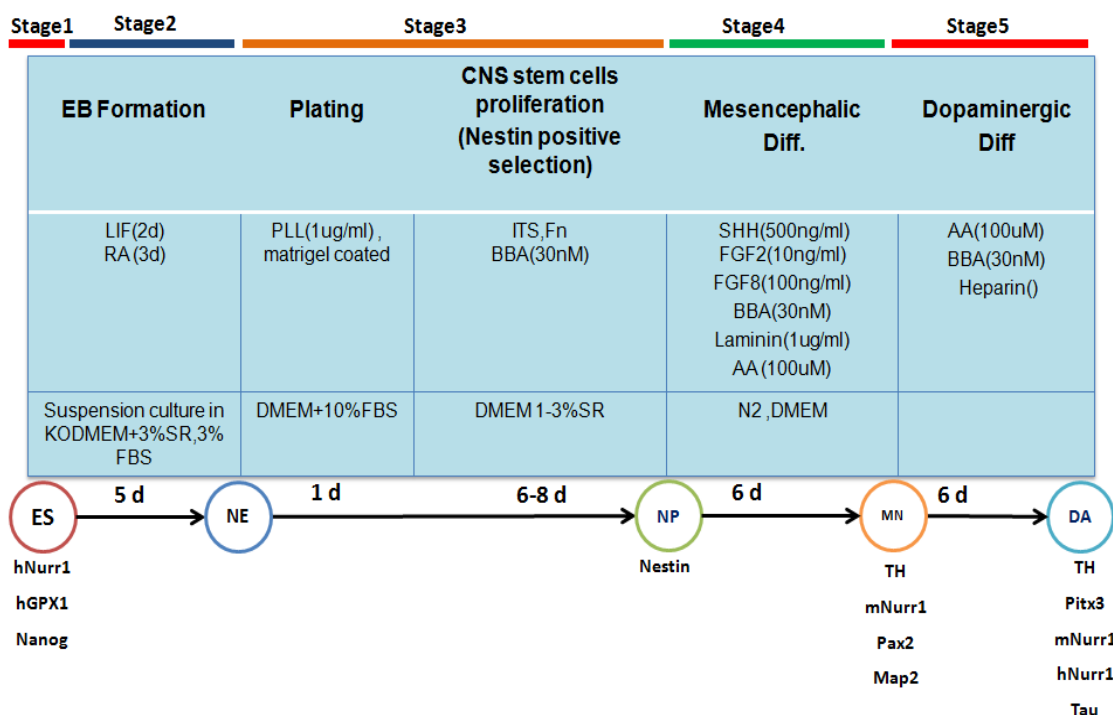 Stage1 Stage2 Stage3 Stage4 Stage5
EB Formation
Plating
CNS stem cells
proliferation
(Nestin positive
selection)
Mesencephalic
Diff.
Dopaminergic
Diff
LIF(2d)
RA (3d)
PLL(1ug/ml) ,
matrigel coated
ITS,Fn
BBA(30nM)
SHH(500ng/ml)
FGF2(10ng/ml)
FGF8(100ng/ml)
BBA(30nM)
Laminin(1ug/ml)
AA (100uM)
AA(100uM)
BBA(30nM)
Heparin()
Suspension culture in
KODMEM+3%SR,3%
FBS
DMEM+10%FBS
DMEM 1-3%SR
N2 ,DMEM
5 d 1 d 6-8 d 6 d 6 d
ES NE NP MN DA
hNurr1
hGPX1
Nanog
Nestin
TH
mNurr1
Pax2
Map2
TH
Pitx3
mNurr1
hNurr1
Tau